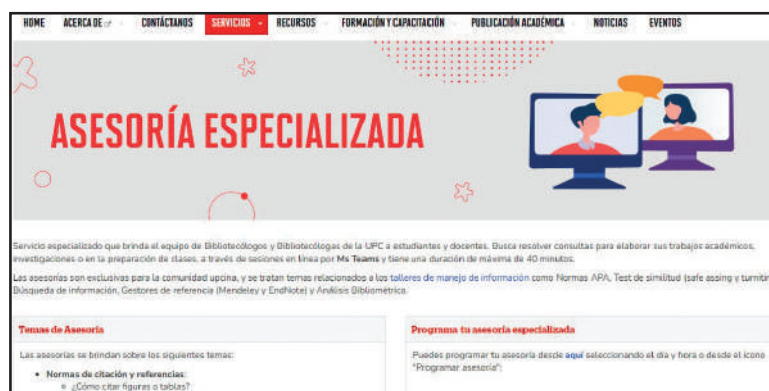 HOME ACERCA DE CONTÁCTANOS SERVICIOS RECURSOS FORMACIÓN Y CAPACITACIÓN PUBLICACIÓN ACADÉMICA NOTICIAS EVENTOS
ASESORÍA ESPECIALIZADA
Servicio especializado que brinda el equipo de Bibliotecólogos y Bibliotecólogas de la UPC a estudiantes y docentes. Busca resolver consultas para elaborar sus trabajos académicos,
investigaciones o en la preparación de clases, a través de sesiones en línea por Ms Teams y tiene una duración de máxima de 40 minutos.
Las asesorías son exclusivas para la comunidad upcina, y se tratan temas relacionados a los talleres de manejo de información como Normas APA, Test de similitud (safe assing y turnitin
Búsqueda de información, Gestores de referencia (Mendeley y EndNote) y Análisis Bibliométrico.
Temas de Asesoría
Las asesorías se brindan sobre los siguientes temas:
• Normas de citación y referencias:
¿Cómo citar figuras o tablas?
Programa tu asesoría especializada
Puedes programar tu asesoría desde aquí seleccionando el día y hora o desde el icono
"Programar asesoría":